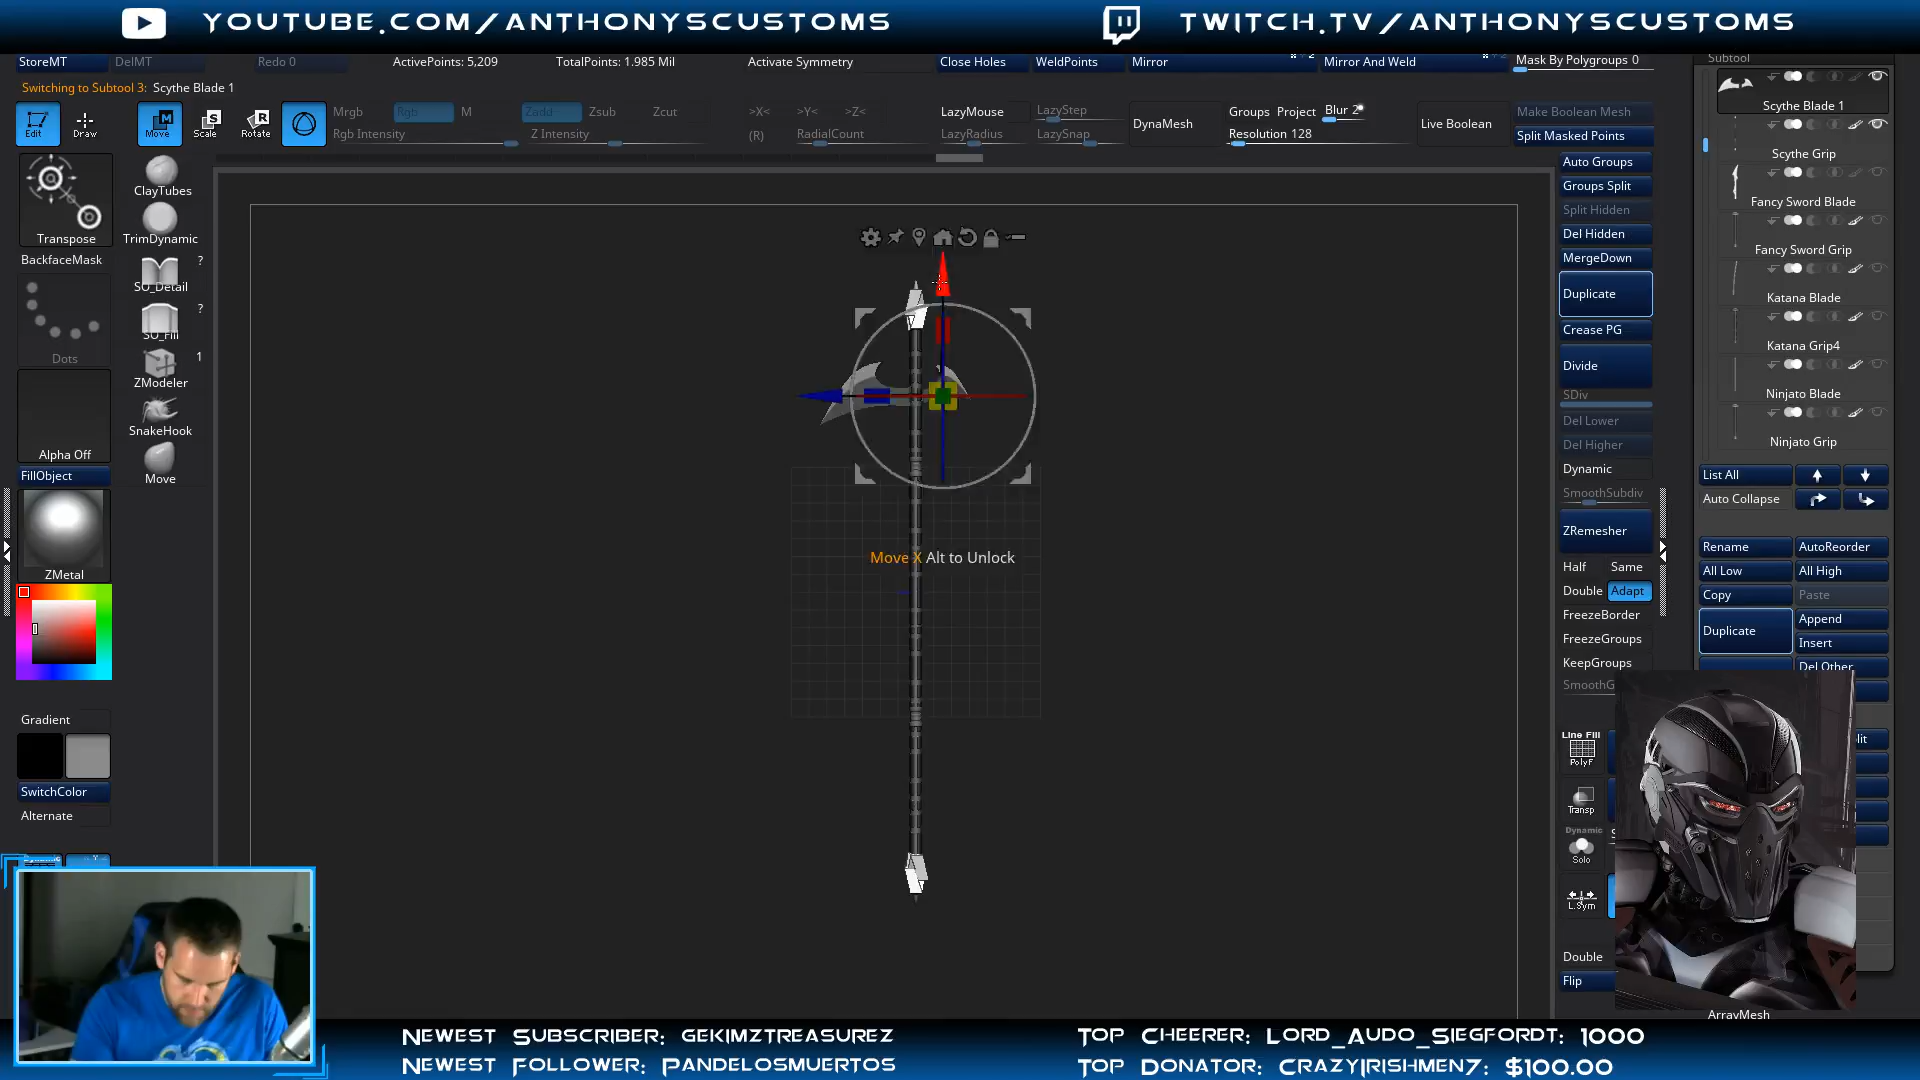 YOUTUBE.COM/ANTHONYSCUSTOMS
TWITCH.TV/ANTHONYSCUSTOMS
StoreMT DelMT Redo 0 ActivePoints: 5,209 TotalPoints: 1.985 Mil Activate Symmetry Close Holes WeldPoints Mirror Mirror And Weld Mask By Polygroups 0
Subtool
Switching to Subtool 3: Scythe Blade 1
Edit Draw Move Scale Rotate
Mrgb Rgb M Zadd Zsub Zcut >X< >Y< >Z< LazyMouse LazyStep DynaMesh Groups Project Blur 2 Live Boolean Make Boolean Mesh
Rgb Intensity Z Intensity (R) RadialCount LazyRadius LazySnap Resolution 128 Split Masked Points
Transpose
BackfaceMask
Dots
Alpha Off
FillObject
ZMetal
Gradient
SwitchColor
Alternate
ClayTubes
TrimDynamic
?
SO_Detail
?
SO_Fill
1
ZModeler
SnakeHook
Move
Move X Alt to Unlock
Auto Groups
Groups Split
Split Hidden
Del Hidden
MergeDown
Duplicate
Crease PG
Divide
SDiv
Del Lower
Del Higher
Dynamic
SmoothSubdiv
ZRemesher
Half Same
Double Adapt
FreezeBorder
FreezeGroups
KeepGroups
SmoothG
Line Fill
PolyF
Transp
Dynamic
Solo
L.Sym
Double
Flip
Scythe Blade 1
Scythe Grip
Fancy Sword Blade
Fancy Sword Grip
Katana Blade
Katana Grip4
Ninjato Blade
Ninjato Grip
List All
Auto Collapse
Rename AutoReorder
All Low All High
Copy Paste
Duplicate Append
Insert
Del Other
lit
ArrayMesh
Newest Subscriber: gekimztreasurez
Newest Follower: Pandelosmuertos
Top Cheerer: Lord_Audo_Siegfordt: 1000
Top Donator: CrazyIrishmen7: $100.00